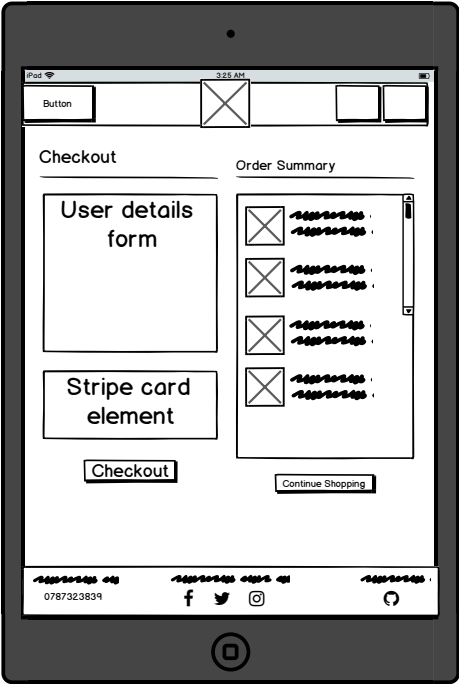 iPad
3:25 AM
Button
Checkout
Order Summary
User details
form
Stripe card
element
Checkout
Continue Shopping
0787323839